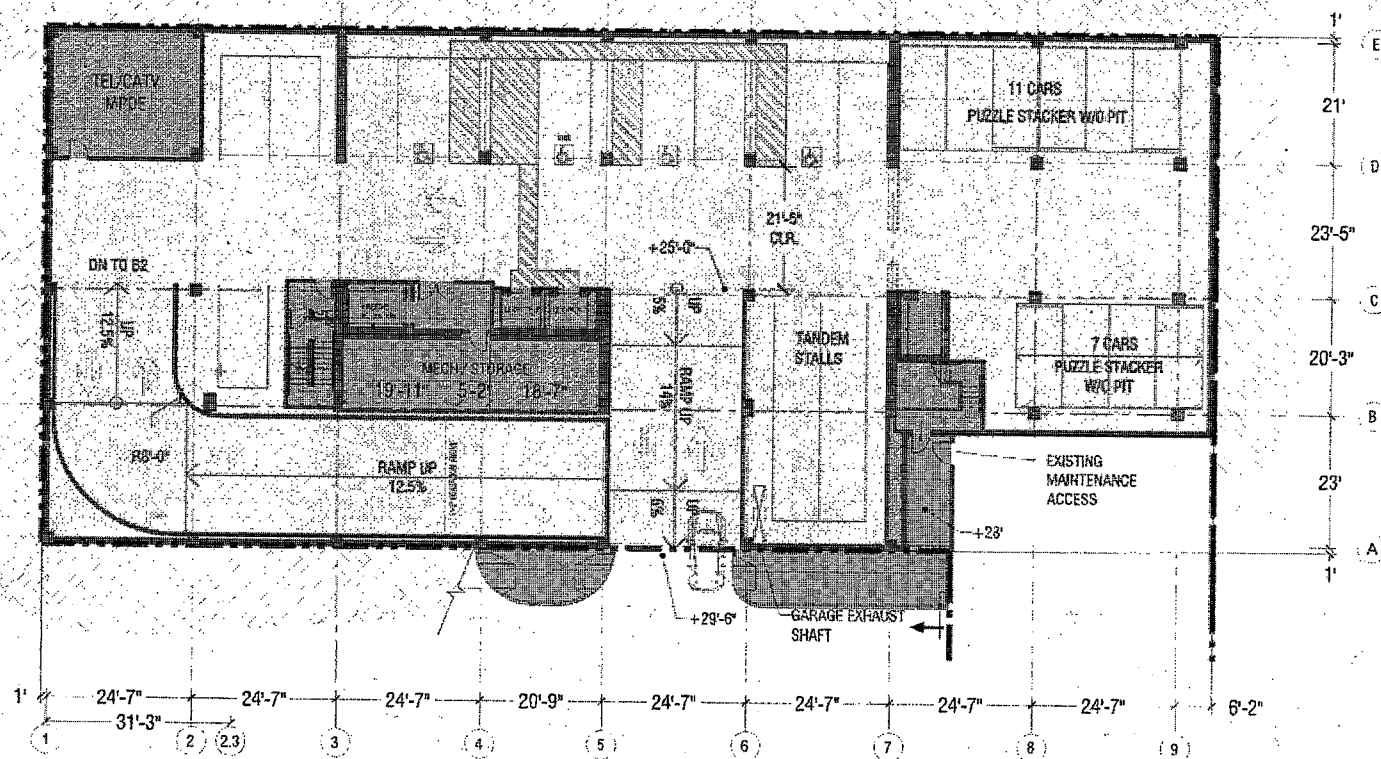 1'
E
TEL/CATV
MPOE
11 CARS
PUZZLE STACKER W/O PIT
21'
D
21'-5"
CLR.
23'-5"
+25'-0"
DN TO B2
C
UP
12.5%
UP
5%
TANDEM
STALLS
7 CARS
PUZZLE STACKER
W/O PIT
20'-3"
MECH/ STORAGE
19-11" 5-2" 18-7"
RAMP UP
14%
B
R8'-0"
RAMP UP
12.5%
EXISTING
MAINTENANCE
ACCESS
23'
UP
+28'
A
1'
+29'-6"
GARAGE EXHAUST
SHAFT
1' 24'-7" 24'-7" 24'-7" 20'-9" 24'-7" 24'-7" 24'-7" 24'-7" 6'-2"
31'-3"
1 2 2.3 3 4 5 6 7 8 9